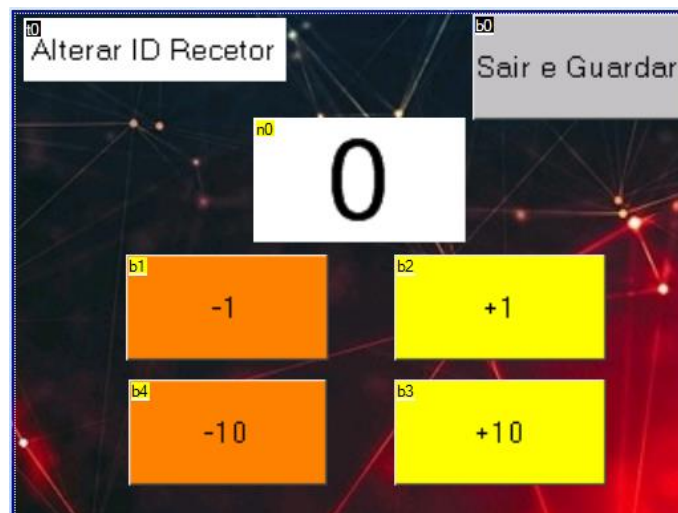 t0
Alterar ID Recetor
b0
Sair e Guardar
n0
0
b1
-1
b2
+1
b4
-10
b3
+10